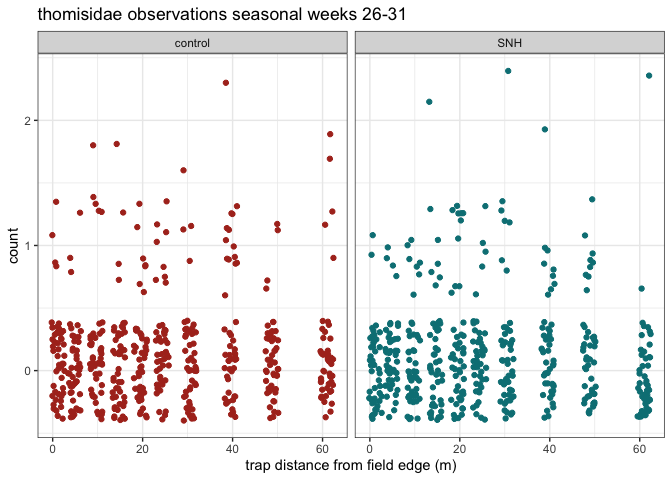 thomisidae observations seasonal weeks 26-31
control
SNH
2
1
0
count
0
20
40
60
0
20
40
60
trap distance from field edge (m)